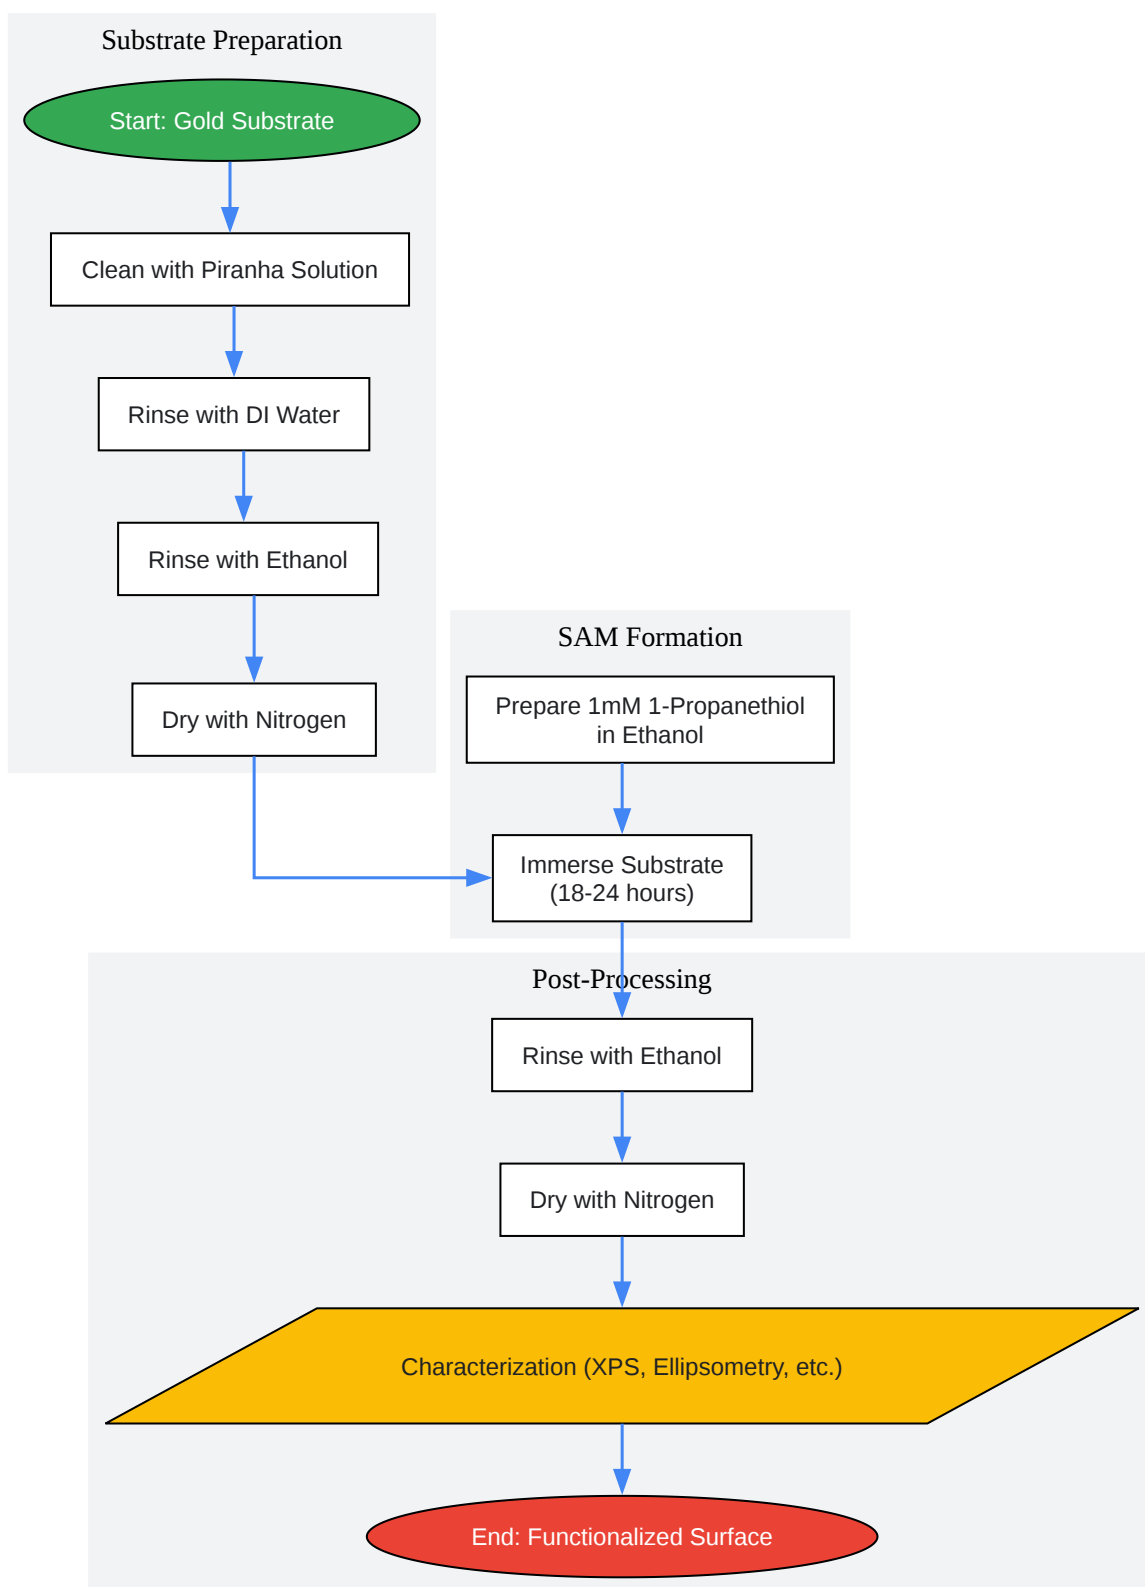 Substrate Preparation
Start: Gold Substrate
Clean with Piranha Solution
Rinse with DI Water
Rinse with Ethanol
Dry with Nitrogen
SAM Formation
Prepare 1mM 1-Propanethiol
in Ethanol
Immerse Substrate
(18-24 hours)
Post-Processing
Rinse with Ethanol
Dry with Nitrogen
Characterization (XPS, Ellipsometry, etc.)
End: Functionalized Surface